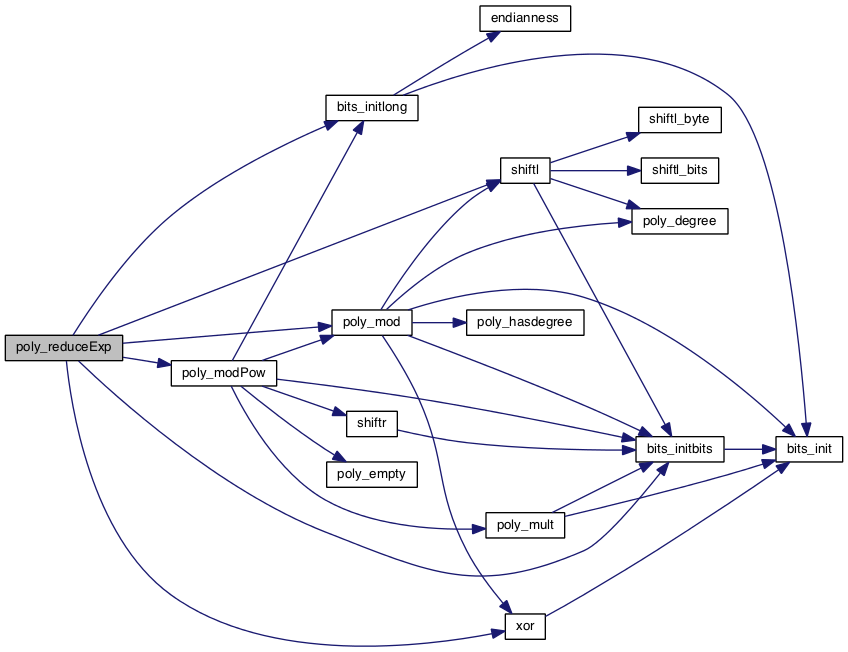 endianness
bits_initlong
shiftl_byte
shiftl
shiftl_bits
poly_degree
poly_reduceExp
poly_mod
poly_hasdegree
poly_modPow
shiftr
bits_initbits
bits_init
poly_empty
poly_mult
xor